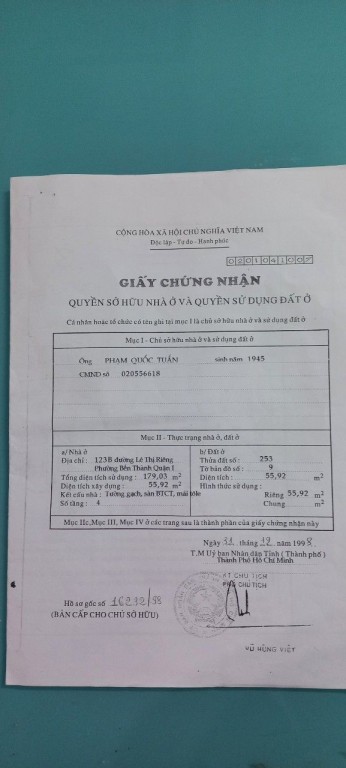 CỘNG HÒA XÃ HỘI CHỦ NGHĨA VIỆT NAM
Độc lập - Tự do - Hạnh phúc
GIẤY CHỨNG NHẬN
QUYỀN SỞ HỮU NHÀ Ở VÀ QUYỀN SỬ DỤNG ĐẤT Ở
Cá nhân hoặc tổ chức có tên ghi tại mục I là chủ sở hữu nhà ở và sử dụng đất ở
Mục I - Chủ sở hữu nhà ở và sử dụng đất ở
Ông PHẠM QUỐC TUẤN sinh năm 1945
CMND số 020556618
Mục II - Thực trạng nhà ở, đất ở
a/ Nhà ở
Địa chỉ : 123B đường Lê Thị Riêng
Phường Bến Thành Quận I
Tổng diện tích sử dụng : 179,03 m2
Diện tích xây dựng : 55,92 m2
Kết cấu nhà : Tường gạch, sàn BTCT, mái tôle
Số tầng : 4
b/ Đất ở
Thửa đất số : 253
Tờ bản đồ số : 9
Diện tích : 55,92 m2
Hình thức sử dụng :
Riêng 55,92 m2
Chung m2
Mục IIc, Mục III, Mục IV ở các trang sau là thành phần của giấy chứng nhận này
Ngày 31 tháng 12 năm 1998
T.M Uỷ ban Nhân dân Tỉnh ( Thành phố )
Thành Phố Hồ Chí Minh
KT CHỦ TỊCH
PHÓ CHỦ TỊCH
Hồ sơ gốc số 16212/98
(BẢN CẤP CHO CHỦ SỞ HỮU)
VŨ HÙNG VIỆT